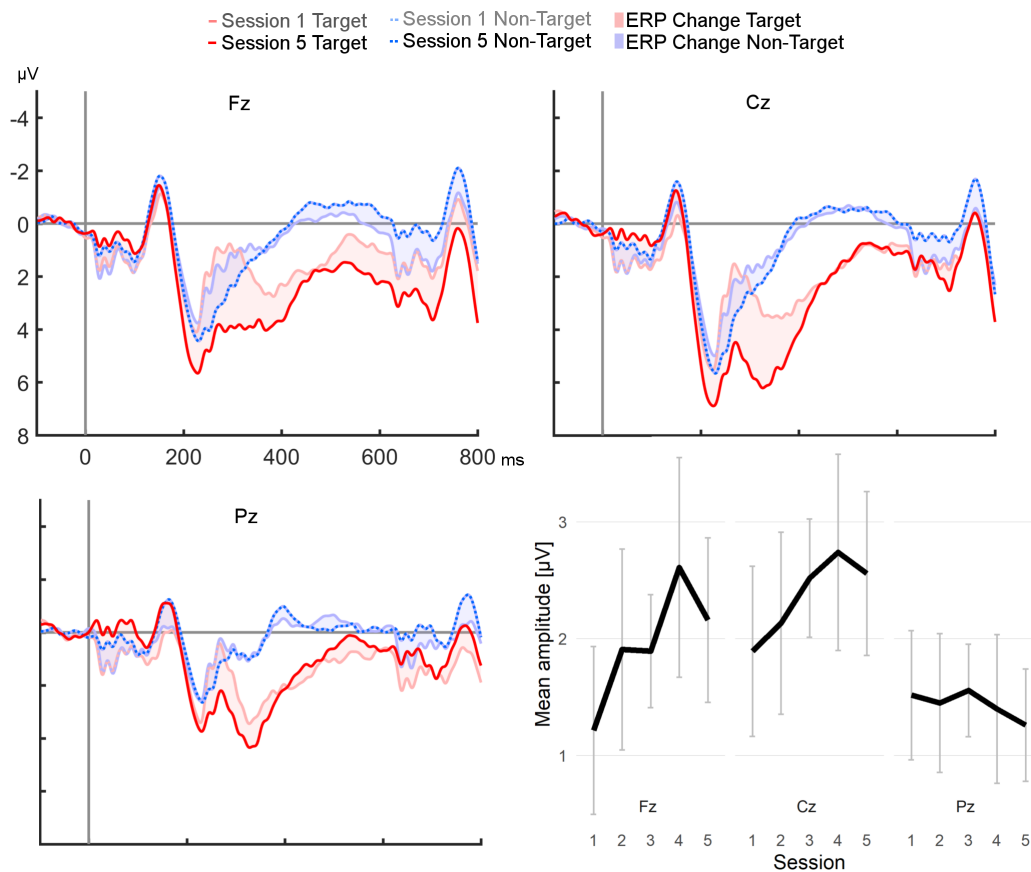 Session 1 Target Session 1 Non-Target ERP Change Target
Session 5 Target Session 5 Non-Target ERP Change Non-Target
µV
Fz Cz
-4
-2
0
2
4
6
8
0 200 400 600 800 ms
Pz
3
2
1
Mean amplitude [µV]
Fz Cz Pz
1 2 3 4 5 1 2 3 4 5 1 2 3 4 5
Session